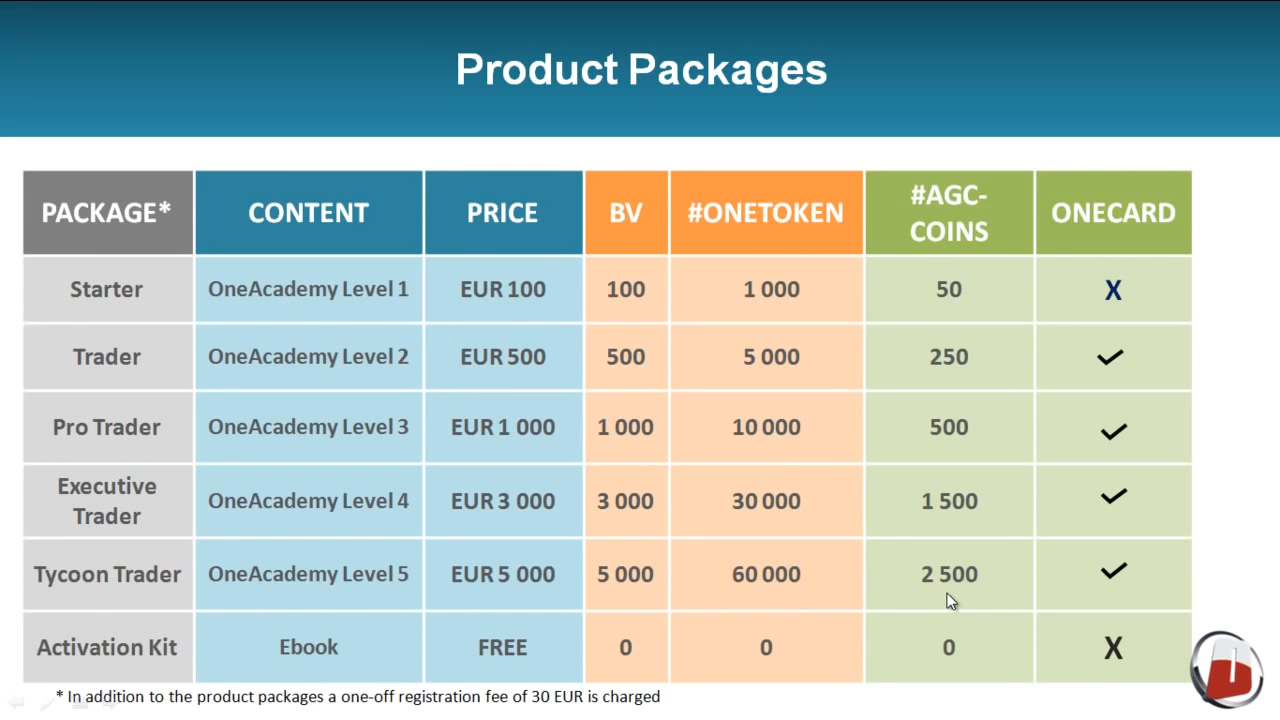 Product Packages
PACKAGE* CONTENT PRICE BV #ONETOKEN #AGC-COINS ONECARD
Starter OneAcademy Level 1 EUR 100 100 1 000 50 X
Trader OneAcademy Level 2 EUR 500 500 5 000 250 ✓
Pro Trader OneAcademy Level 3 EUR 1 000 1 000 10 000 500 ✓
Executive Trader OneAcademy Level 4 EUR 3 000 3 000 30 000 1 500 ✓
Tycoon Trader OneAcademy Level 5 EUR 5 000 5 000 60 000 2 500 ✓
Activation Kit Ebook FREE 0 0 0 X
* In addition to the product packages a one-off registration fee of 30 EUR is charged